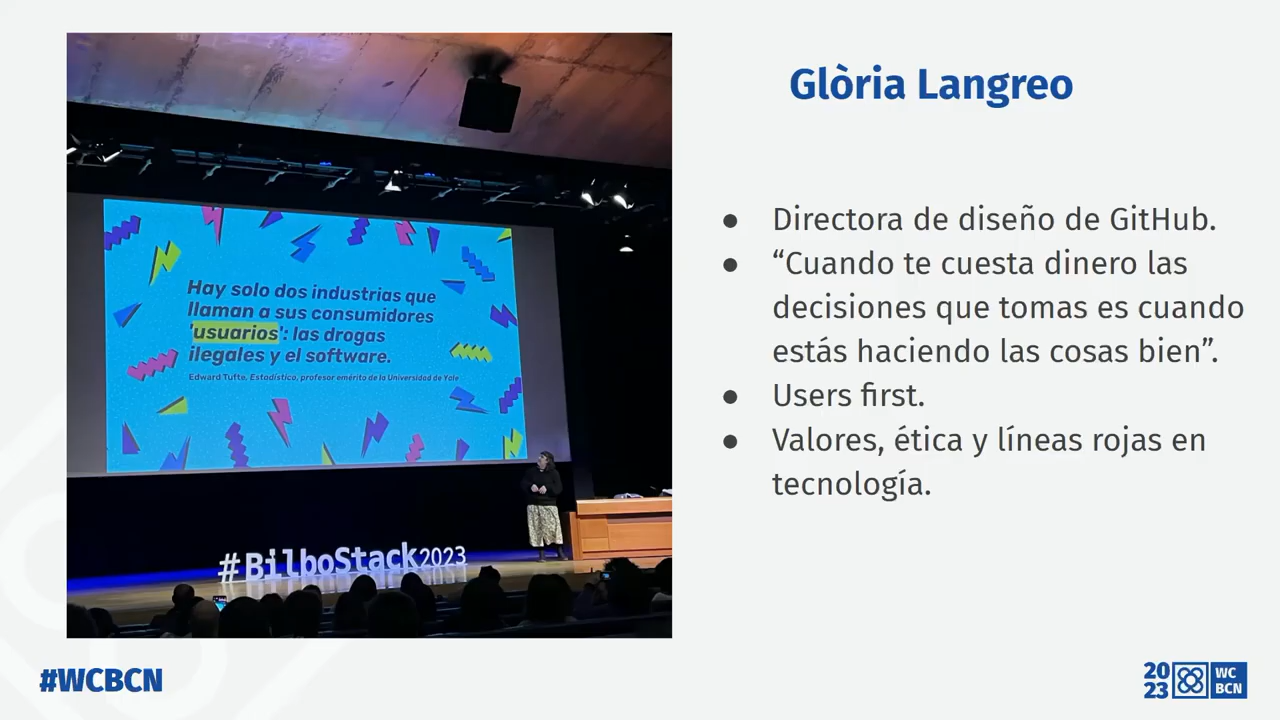 Glòria Langreo
Hay solo dos industrias que
llaman a sus consumidores
'usuarios': las drogas
ilegales y el software.
Edward Tufte. Estadístico, profesor emérito de la Universidad de Yale
#BilboStack2023
● Directora de diseño de GitHub.
● “Cuando te cuesta dinero las
decisiones que tomas es cuando
estás haciendo las cosas bien”.
● Users first.
● Valores, ética y líneas rojas en
tecnología.
#WCBCN
20 WC
23 BCN